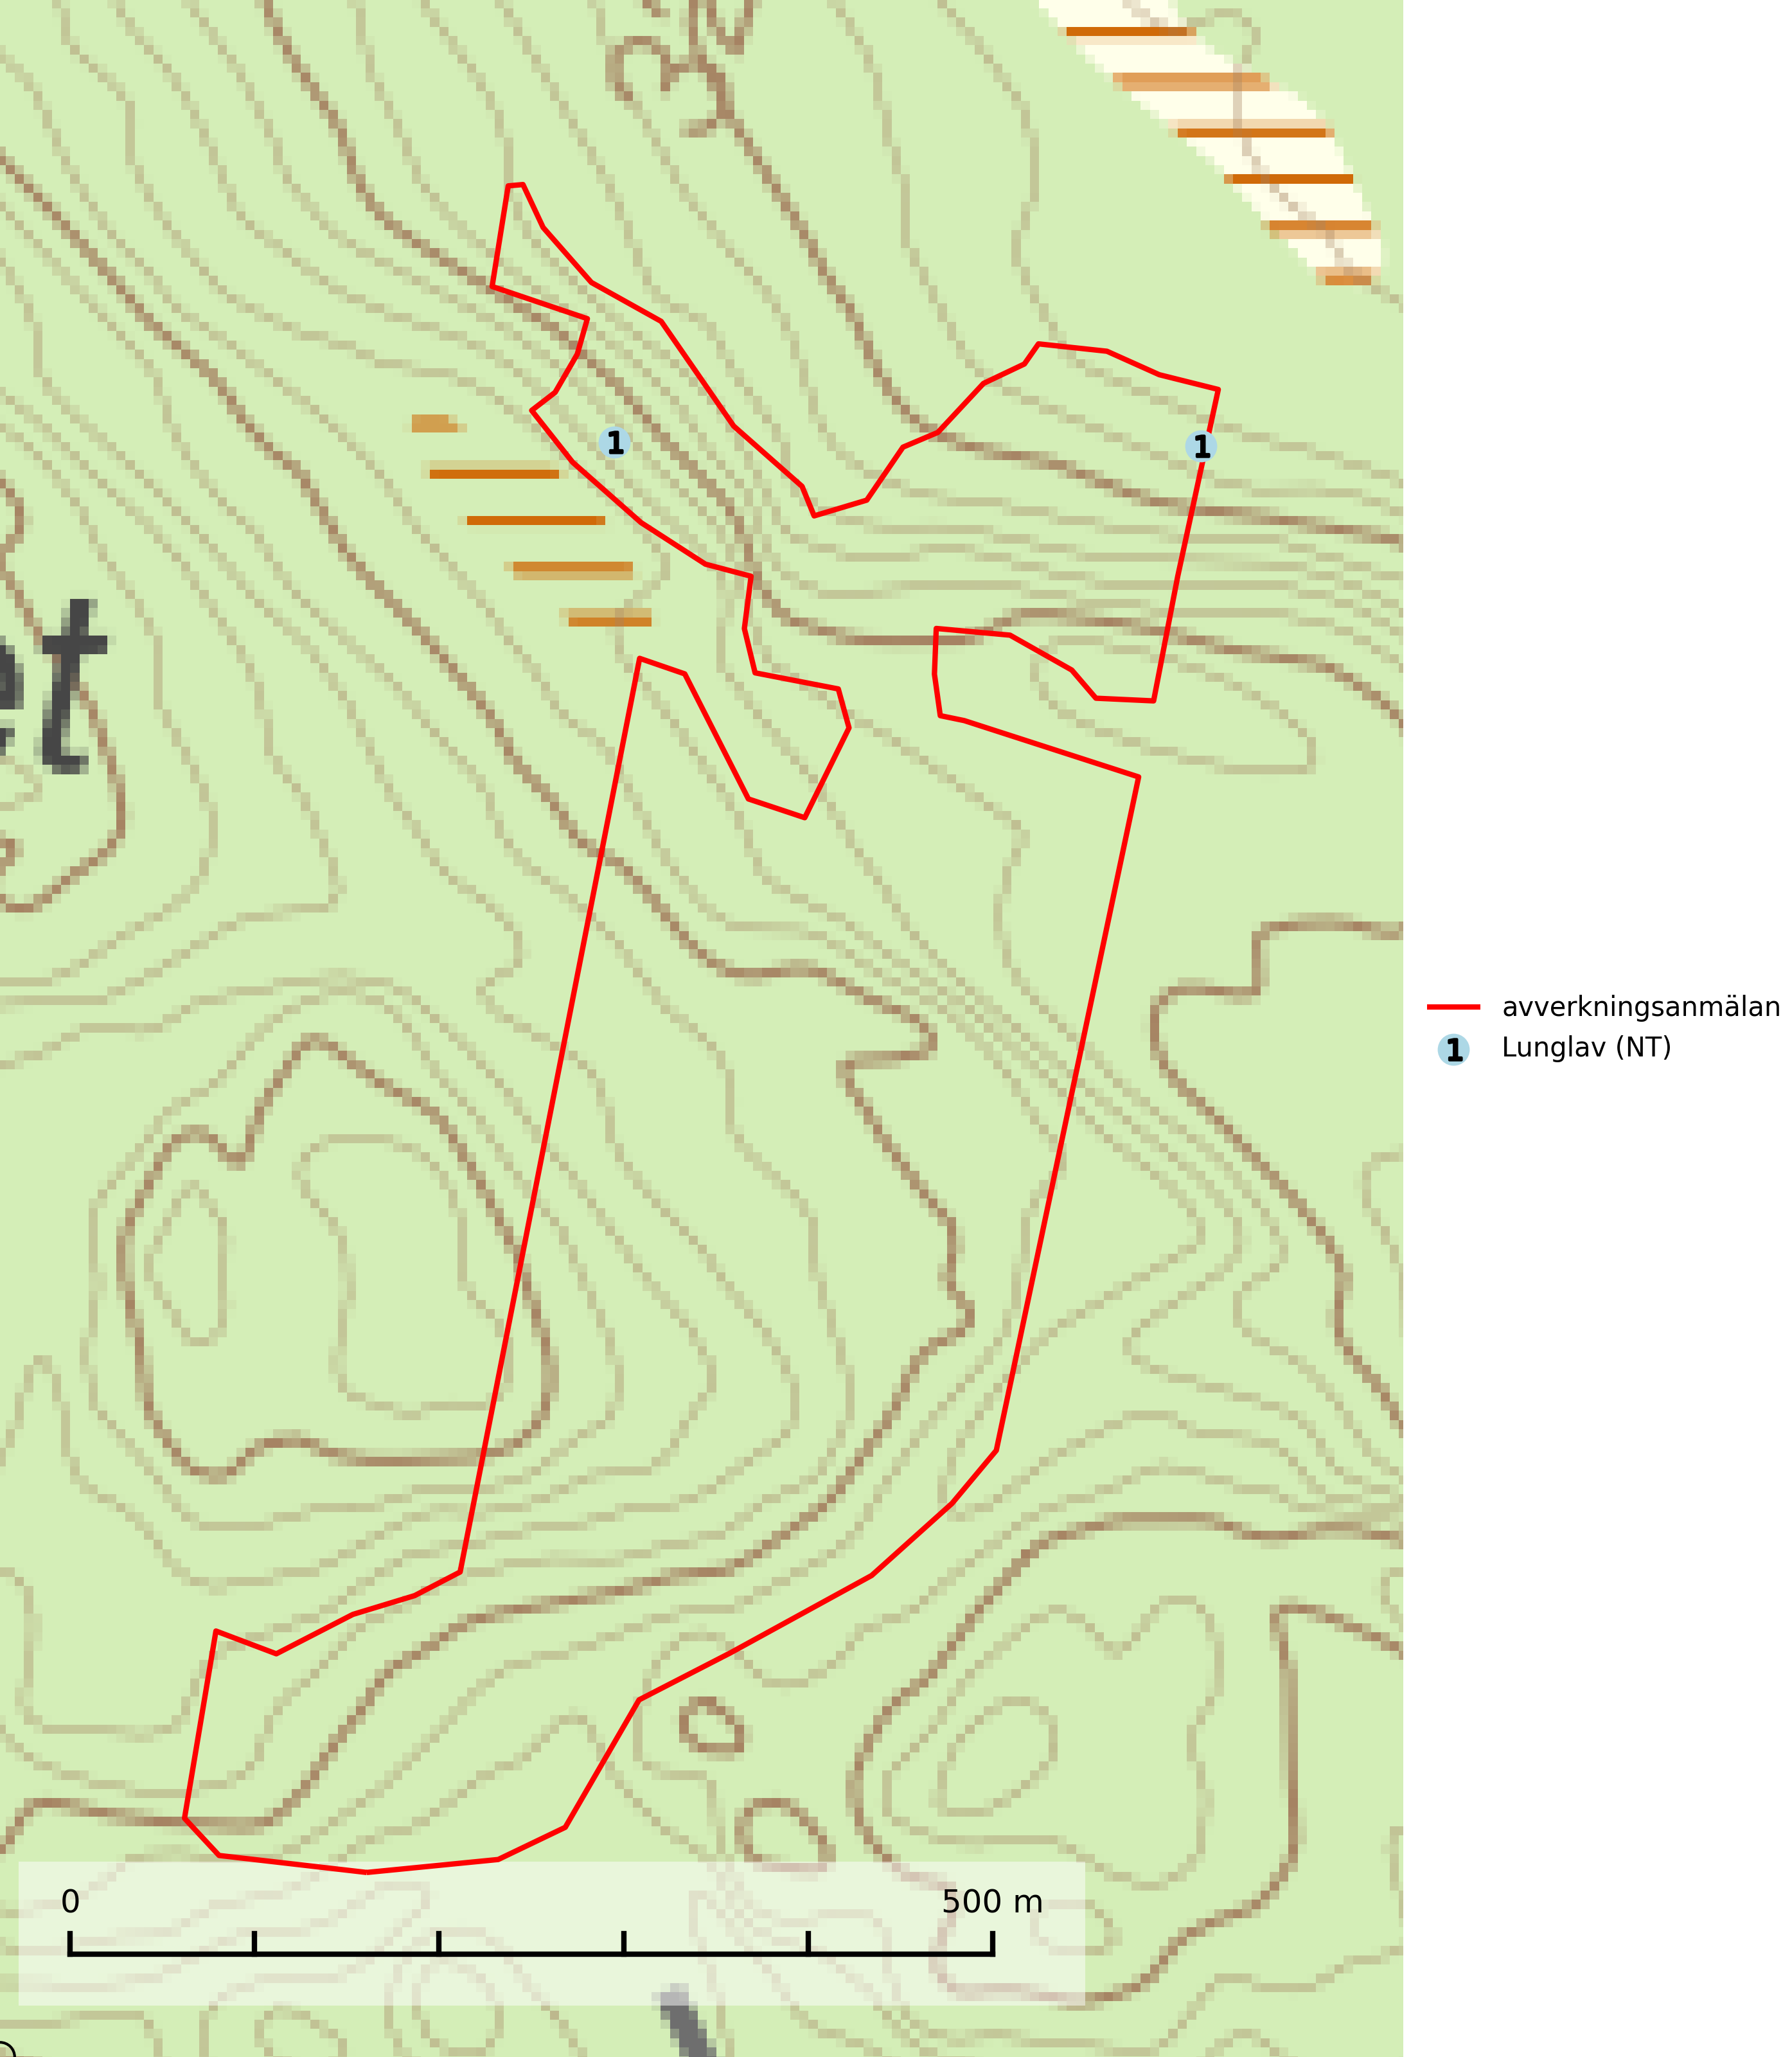 1
1
t
avverkningsanmälan
1 Lunglav (NT)
0 500 m